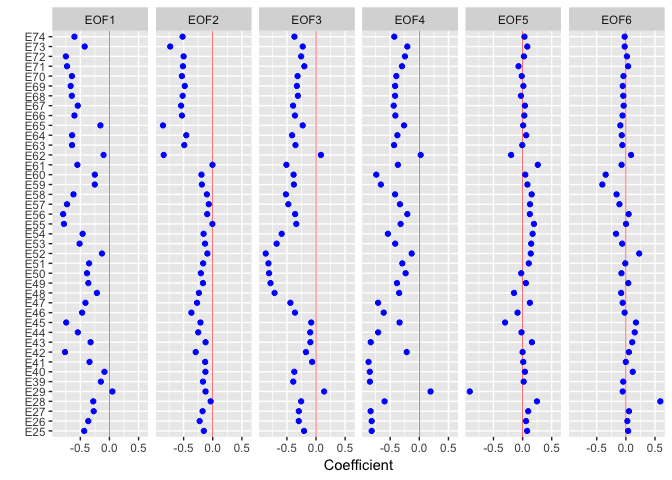 EOF1 EOF2 EOF3 EOF4 EOF5 EOF6
E74
E73
E72
E71
E70
E69
E68
E67
E66
E65
E64
E63
E62
E61
E60
E59
E58
E57
E56
E55
E54
E53
E52
E51
E50
E49
E48
E47
E46
E45
E44
E43
E42
E41
E40
E39
E29
E28
E27
E26
E25
-0.5 0.0 0.5 -0.5 0.0 0.5 -0.5 0.0 0.5 -0.5 0.0 0.5 -0.5 0.0 0.5 -0.5 0.0 0.5
Coefficient